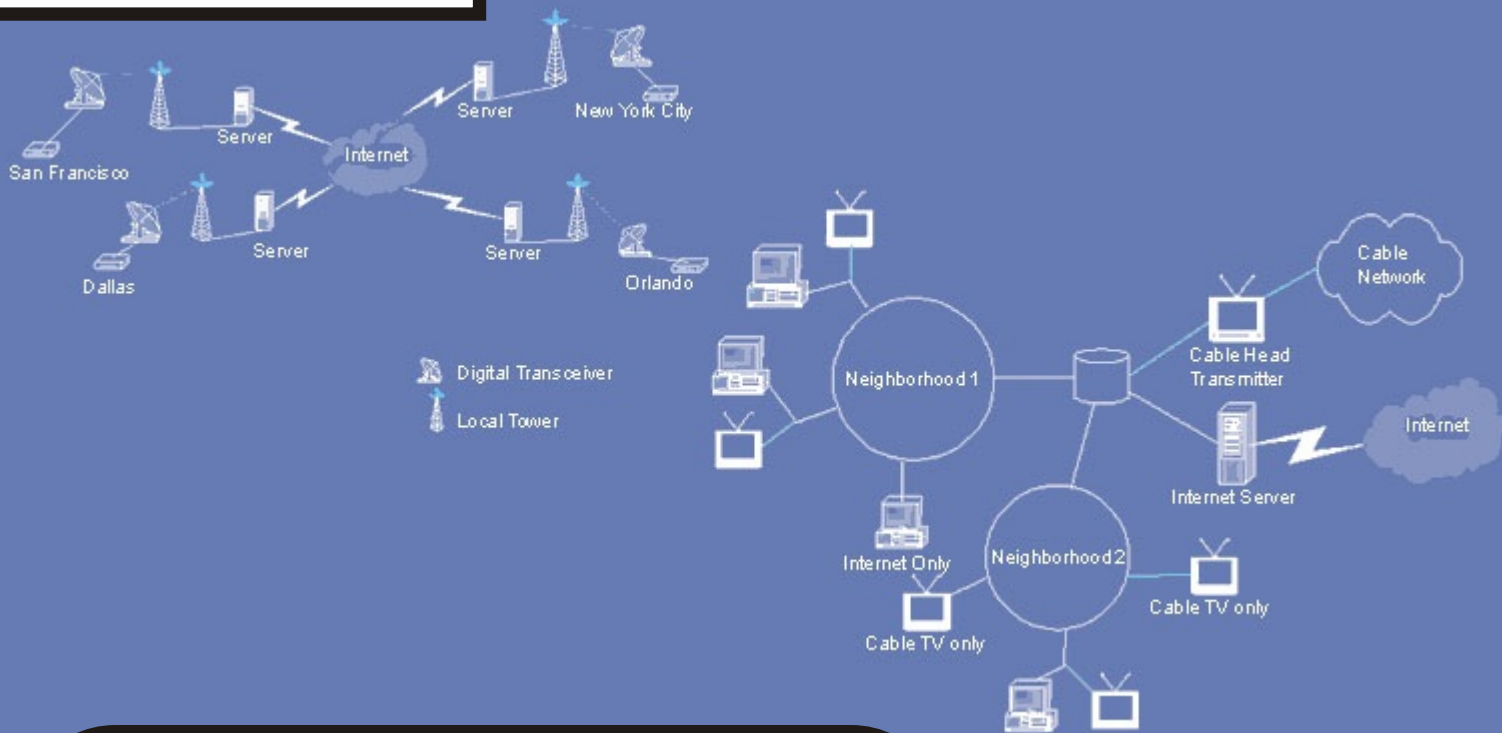 Server
New York City
Server
Internet
San Francisco
Server
Server
Dallas
Orlando
Digital Transceiver
Local Tower
Cable
Network
Cable Head
Transmitter
Neighborhood 1
Internet
Internet Server
Internet Only
Neighborhood 2
Cable TV only
Cable TV only